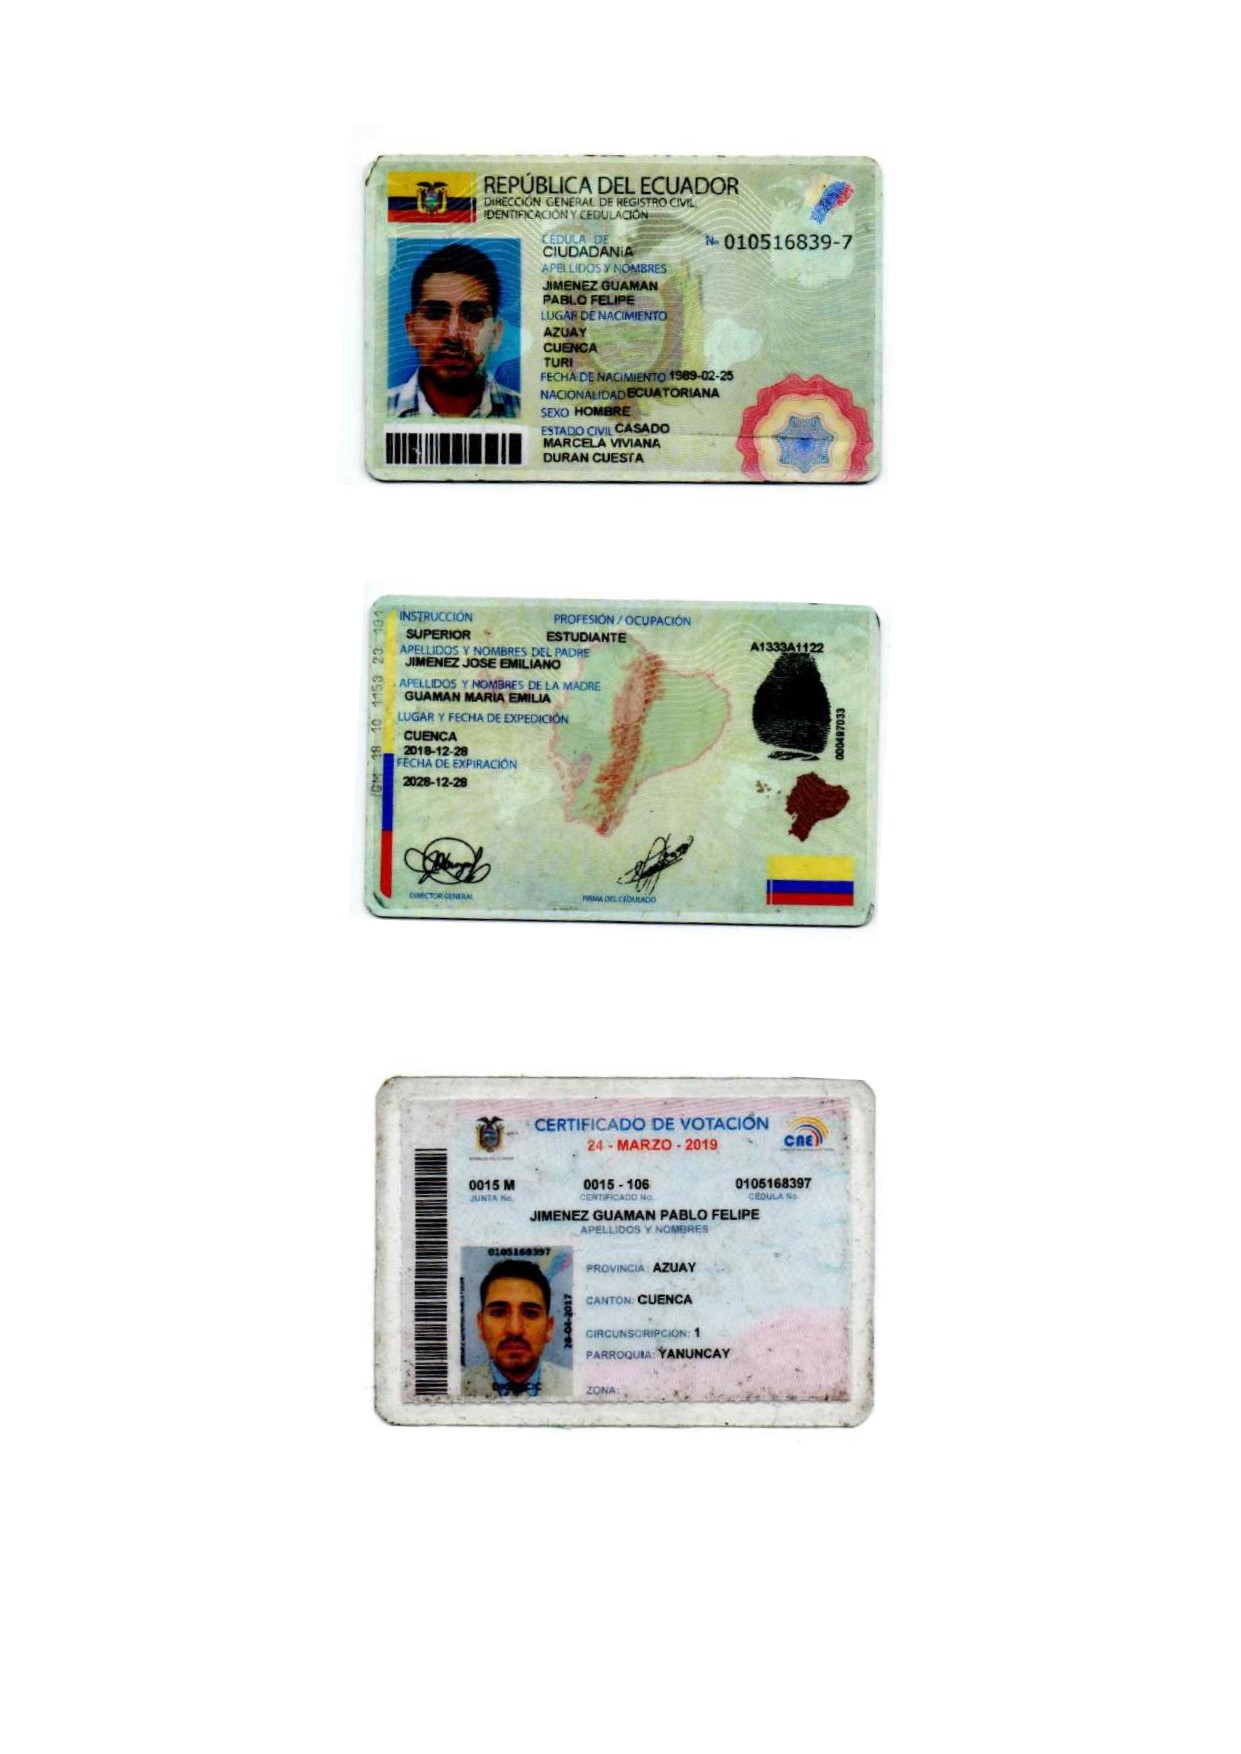 REPÚBLICA DEL ECUADOR
DIRECCIÓN GENERAL DE REGISTRO CIVIL,
IDENTIFICACIÓN Y CEDULACIÓN
CÉDULA DE
CIUDADANÍA
Nº 010516839-7
APELLIDOS Y NOMBRES
JIMENEZ GUAMAN
PABLO FELIPE
LUGAR DE NACIMIENTO
AZUAY
CUENCA
TURI
FECHA DE NACIMIENTO 1989-02-25
NACIONALIDAD ECUATORIANA
SEXO HOMBRE
ESTADO CIVIL CASADO
MARCELA VIVIANA
DURAN CUESTA
INSTRUCCIÓN PROFESIÓN / OCUPACIÓN
SUPERIOR ESTUDIANTE
A1333A1122
APELLIDOS Y NOMBRES DEL PADRE
JIMENEZ JOSE EMILIANO
APELLIDOS Y NOMBRES DE LA MADRE
GUAMAN MARIA EMILIA
LUGAR Y FECHA DE EXPEDICIÓN
CUENCA
2018-12-28
FECHA DE EXPIRACIÓN
2028-12-28
000497033
IGM 18 10 1153 23 101
DIRECTOR GENERAL FIRMA DEL CEDULADO
CERTIFICADO DE VOTACIÓN
24 - MARZO - 2019
CNE
0015 M 0015 - 106 0105168397
JUNTA No. CERTIFICADO No. CÉDULA No.
JIMENEZ GUAMAN PABLO FELIPE
APELLIDOS Y NOMBRES
0105168397
PROVINCIA: AZUAY
CANTÓN: CUENCA
28-04-2017
CIRCUNSCRIPCIÓN: 1
PARROQUIA: YANUNCAY
ZONA: